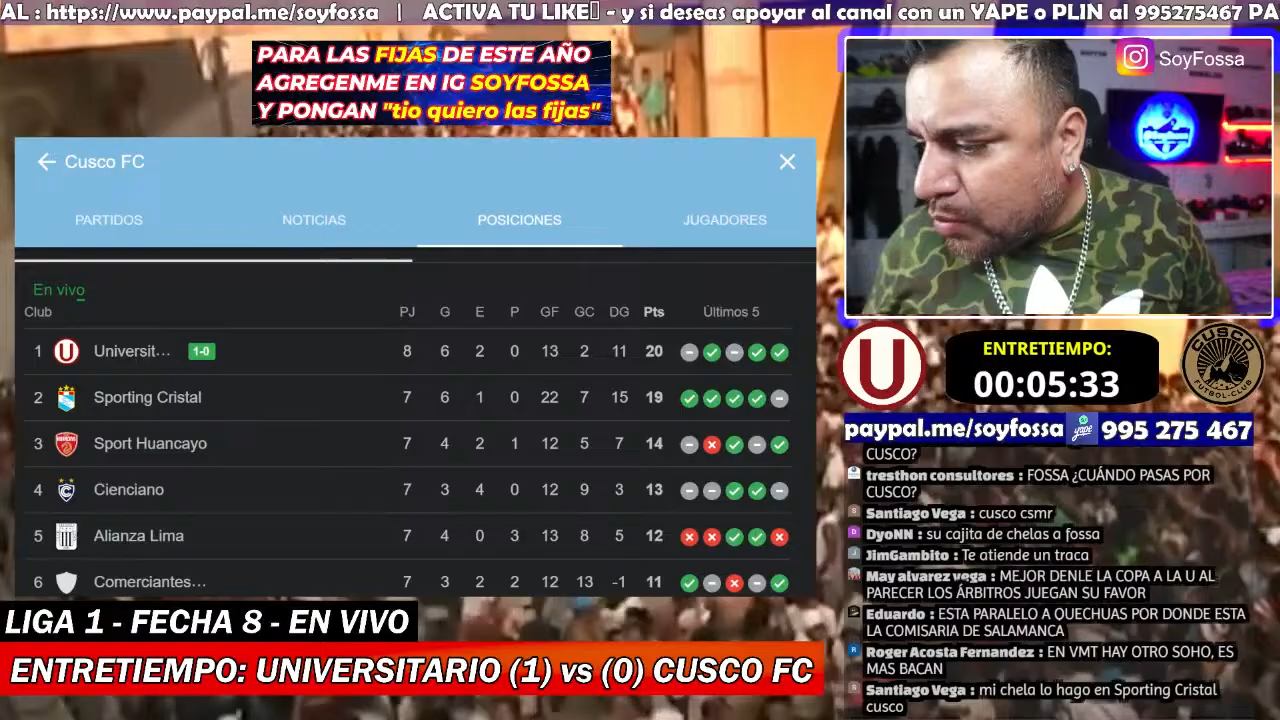 AL : https://www.paypal.me/soyfossa | ACTIVA TU LIKE - y si deseas apoyar al canal con un YAPE o PLIN al 995275467 PA
PARA LAS FIJAS DE ESTE AÑO
AGREGENME EN IG SOYFOSSA
Y PONGAN "tio quiero las fijas"
SoyFossa
Cusco FC
PARTIDOS NOTICIAS POSICIONES JUGADORES
En vivo
Club PJ G E P GF GC DG Pts Últimos 5
1 Universit... 1-0 8 6 2 0 13 2 11 20
2 Sporting Cristal 7 6 1 0 22 7 15 19
3 Sport Huancayo 7 4 2 1 12 5 7 14
4 Cienciano 7 3 4 0 12 9 3 13
5 Alianza Lima 7 4 0 3 13 8 5 12
6 Comerciantes... 7 3 2 2 12 13 -1 11
U
ENTRETIEMPO:
00:05:33
CUSCO
FUTBOL-CLUB
paypal.me/soyfossa yape 995 275 467
CUSCO?
tresthon consultores : FOSSA ¿CUÁNDO PASAS POR
CUSCO?
Santiago Vega : cusco csmr
DyoNN : su cajita de chelas a fossa
JimGambito : Te atiende un traca
May alvarez vega : MEJOR DENLE LA COPA A LA U AL
PARECER LOS ÁRBITROS JUEGAN SU FAVOR
Eduardo : ESTA PARALELO A QUECHUAS POR DONDE ESTA
LA COMISARIA DE SALAMANCA
Roger Acosta Fernandez : EN VMT HAY OTRO SOHO, ES
MAS BACAN
Santiago Vega : mi chela lo hago en Sporting Cristal
cusco
LIGA 1 - FECHA 8 - EN VIVO
ENTRETIEMPO: UNIVERSITARIO (1) vs (0) CUSCO FC